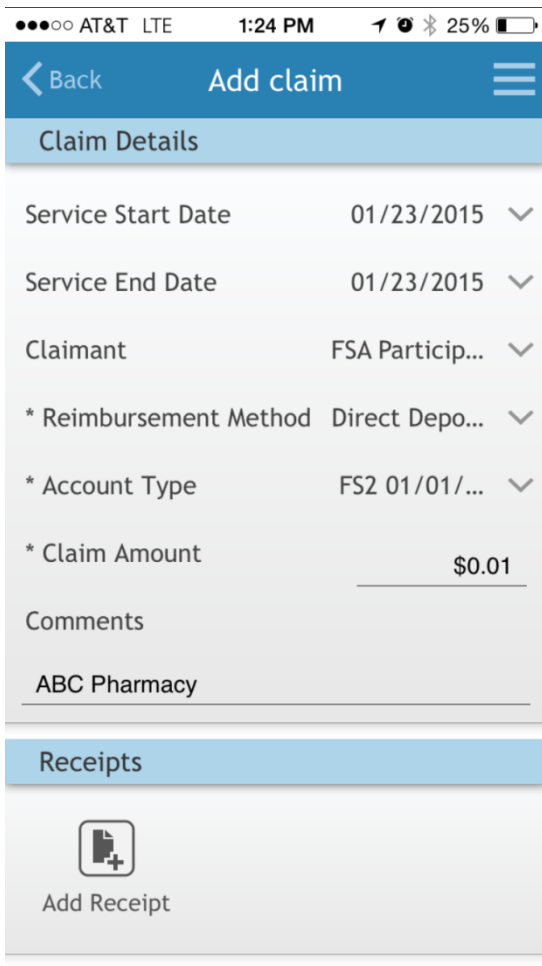 AT&T LTE 1:24 PM 25%
Back Add claim
Claim Details
Service Start Date 01/23/2015
Service End Date 01/23/2015
Claimant FSA Particip...
* Reimbursement Method Direct Depo...
* Account Type FS2 01/01/...
* Claim Amount $0.01
Comments
ABC Pharmacy
Receipts
Add Receipt